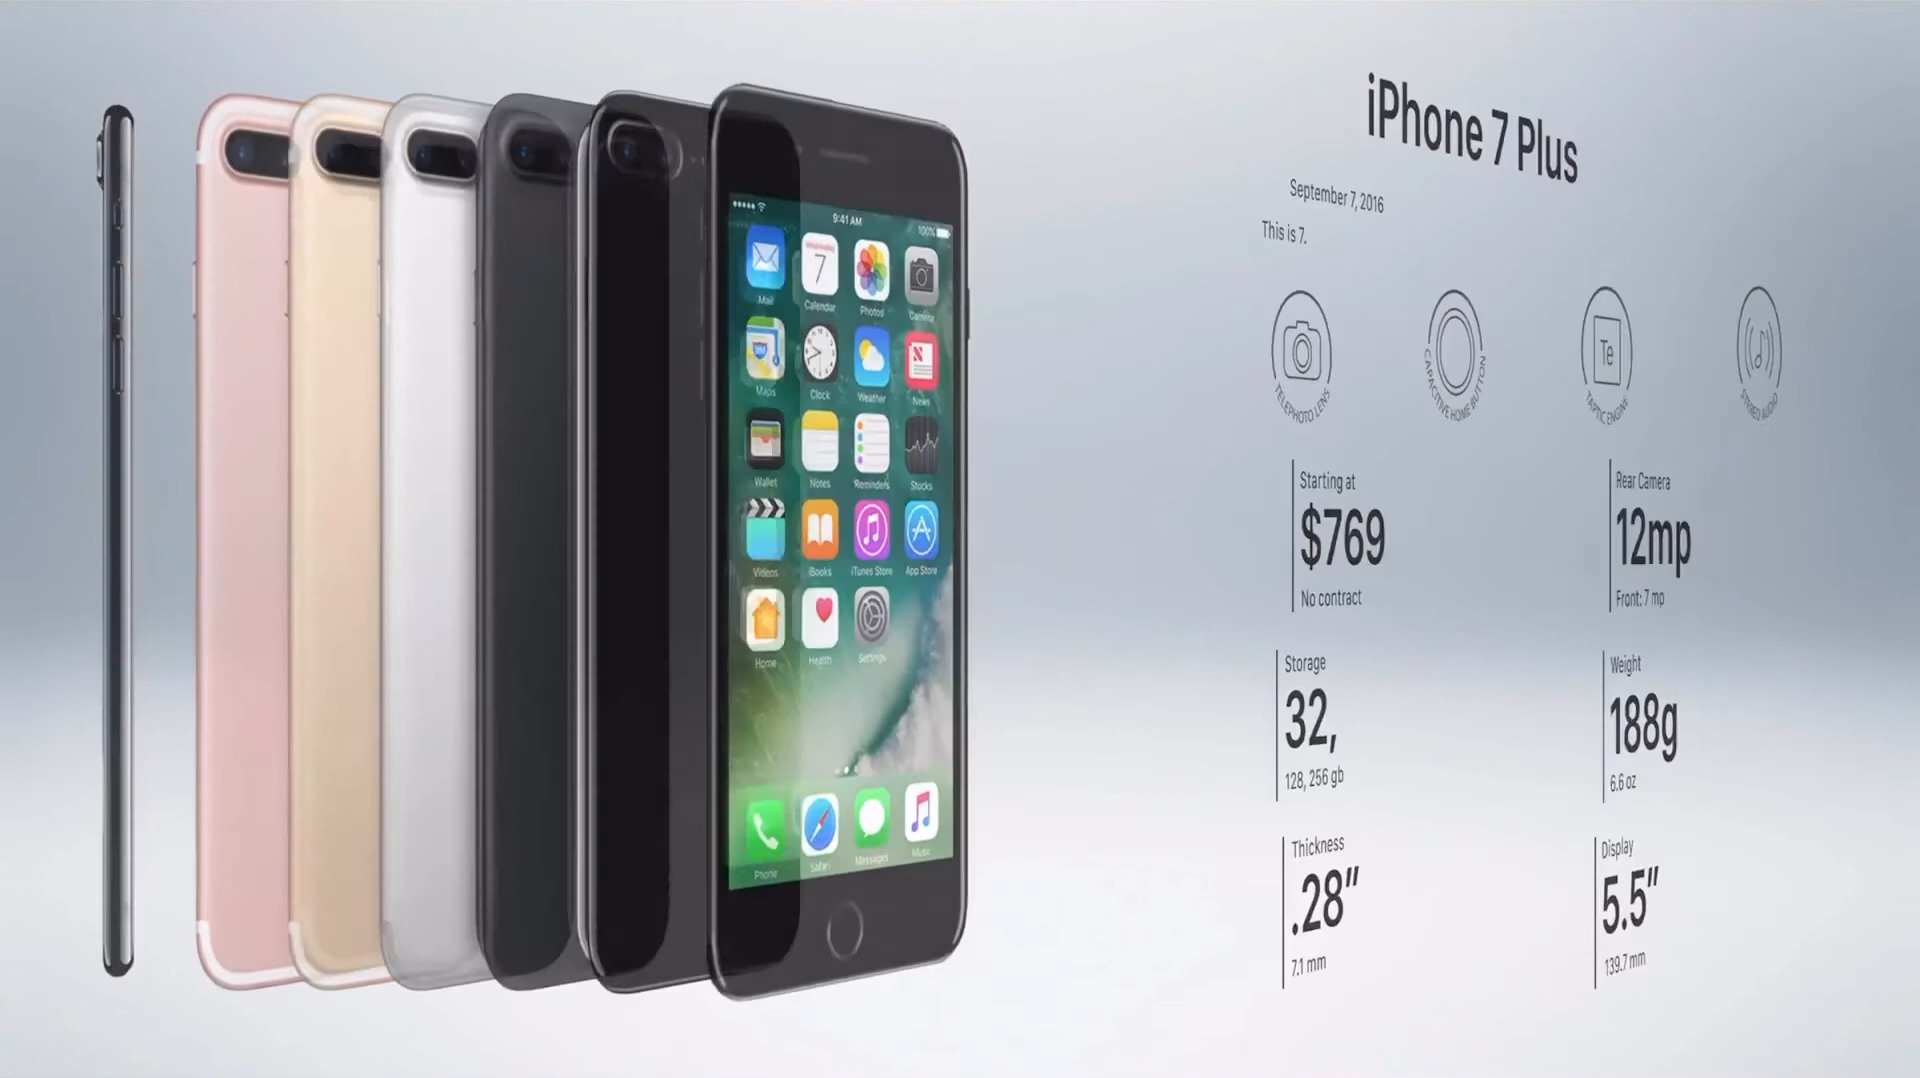 iPhone 7 Plus
September 7, 2016
This is 7.
TELEPHOTO LENS
CAPACITIVE HOME BUTTON
Te
TAPTIC ENGINE
STEREO AUDIO
Starting at
$769
No contract
Rear Camera
12mp
Front: 7 mp
Storage
32,
128, 256 gb
Weight
188g
6.6 oz
Thickness
.28"
7.1 mm
Display
5.5"
139.7 mm
9:41 AM
100%
7
Mail
Calendar
Photos
Camera
280
Maps
Clock
Weather
News
Wallet
Notes
Reminders
Stocks
Videos
iBooks
iTunes Store
App Store
Home
Health
Settings
Phone
Safari
Messages
Music